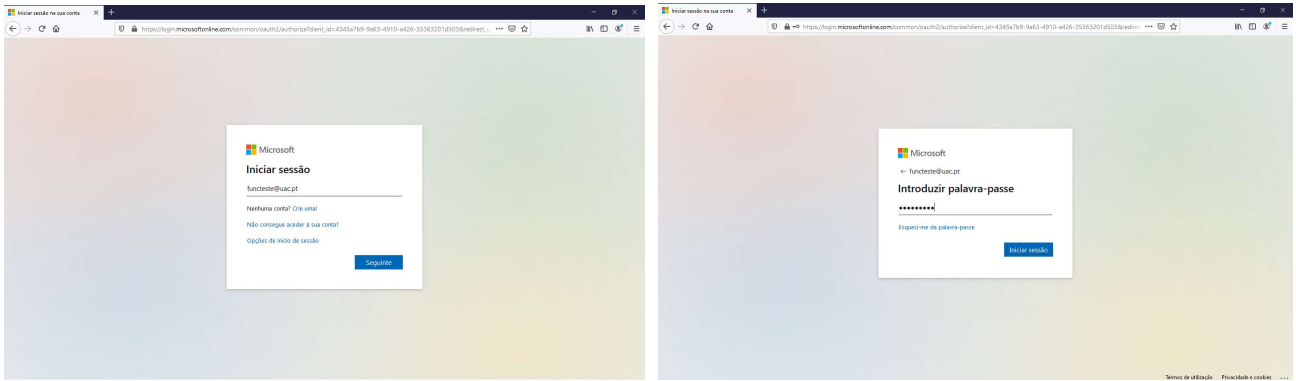 Iniciar sessão na sua conta
https://login.microsoftonline.com/common/oauth2/authorize?client_id=4345a7b9-9a63-4910-a426-35363201d503&redirect_u
Microsoft
Iniciar sessão
functeste@uac.pt
Nenhuma conta? Crie uma!
Não consegue aceder à sua conta?
Opções de início de sessão
Seguinte
Iniciar sessão na sua conta
https://login.microsoftonline.com/common/oauth2/authorize?client_id=4345a7b9-9a63-4910-a426-35363201d503&redire
Microsoft
← functeste@uac.pt
Introduzir palavra-passe
•••••••••
Esqueci-me da palavra-passe
Iniciar sessão
Termos de utilização Privacidade e cookies ...